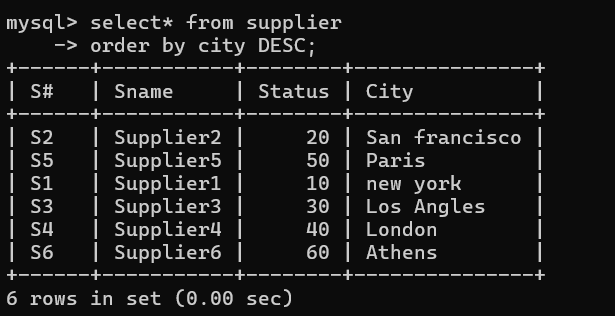 mysql> select* from supplier
    -> order by city DESC;
+------+-----------+--------+---------------+
| S#   | Sname     | Status | City          |
+------+-----------+--------+---------------+
| S2   | Supplier2 |     20 | San francisco |
| S5   | Supplier5 |     50 | Paris         |
| S1   | Supplier1 |     10 | new york      |
| S3   | Supplier3 |     30 | Los Angles    |
| S4   | Supplier4 |     40 | London        |
| S6   | Supplier6 |     60 | Athens        |
+------+-----------+--------+---------------+
6 rows in set (0.00 sec)